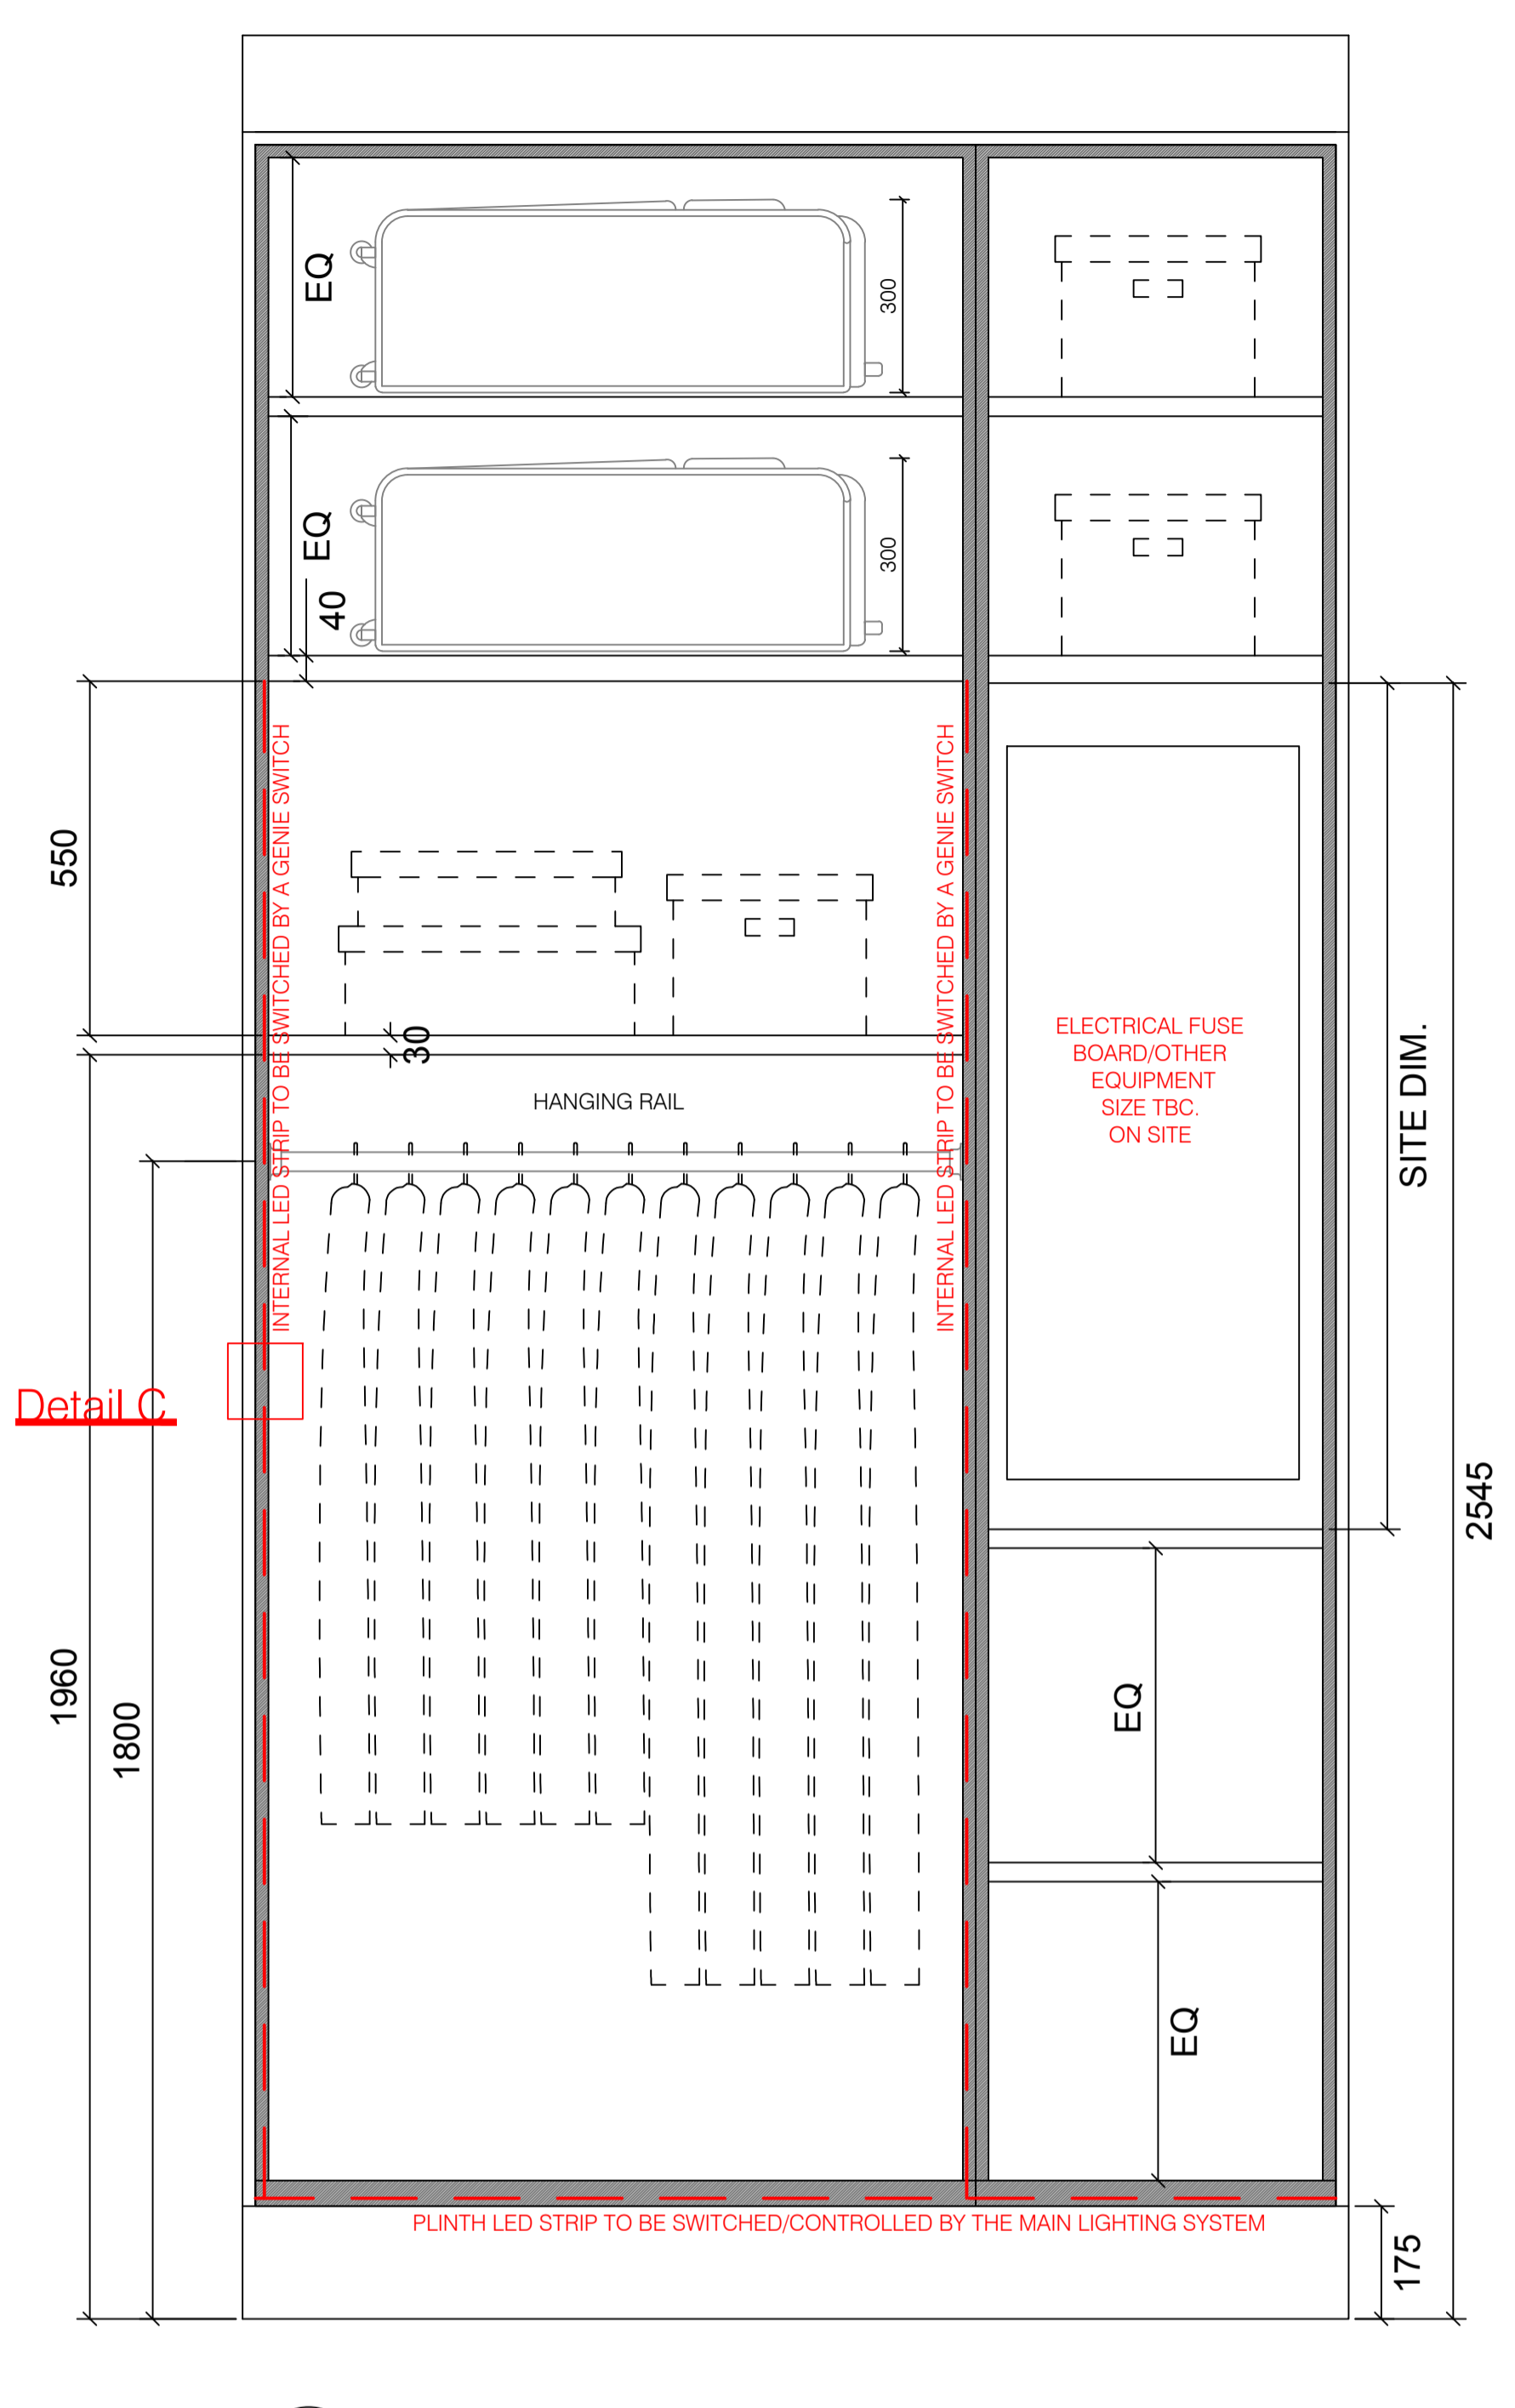 EQ
300
EQ
300
40
550
INTERNAL LED STRIP TO BE SWITCHED BY A GENIE SWITCH
INTERNAL LED STRIP TO BE SWITCHED BY A GENIE SWITCH
30
HANGING RAIL
ELECTRICAL FUSE
BOARD/OTHER
EQUIPMENT
SIZE TBC.
ON SITE
SITE DIM.
Detail C
2545
1960
1800
EQ
EQ
PLINTH LED STRIP TO BE SWITCHED/CONTROLLED BY THE MAIN LIGHTING SYSTEM
175